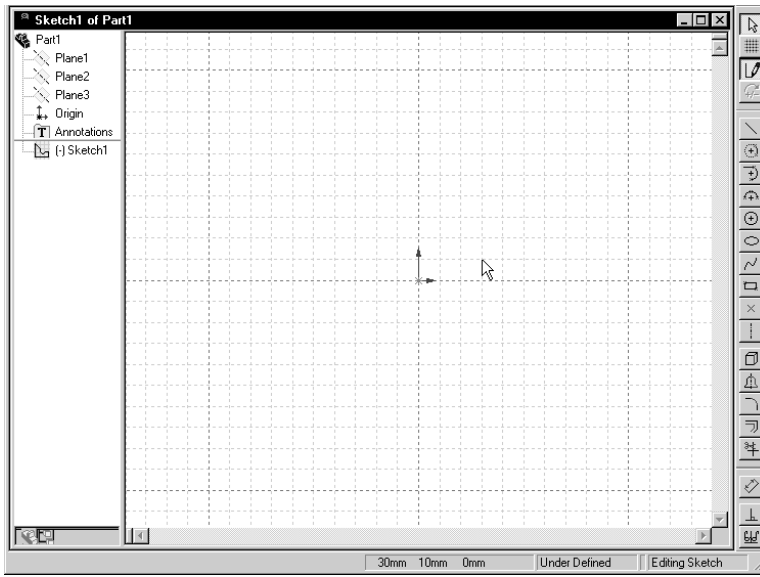 Sketch1 of Part1
Part1
Plane1
Plane2
Plane3
Origin
T Annotations
(-) Sketch1
30mm 10mm 0mm Under Defined Editing Sketch